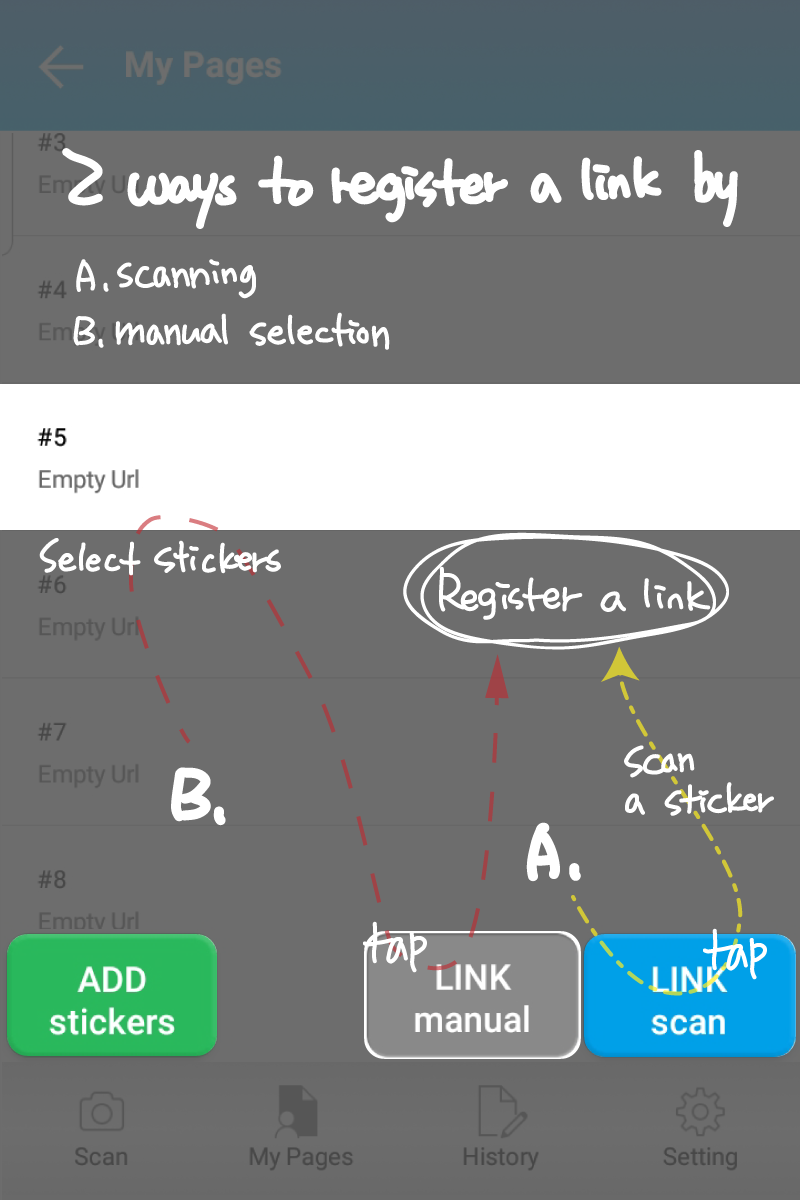 My Pages
#3
Empty Url
2 ways to register a link by
#4
A. scanning
Empty Url
B. manual selection
#5
Empty Url
Select stickers
#6
Register a link
Empty Url
#7
Empty Url
Scan
a sticker
B.
A.
#8
Empty Url
tap
tap
ADD
stickers
LINK
manual
LINK
scan
Scan
My Pages
History
Setting